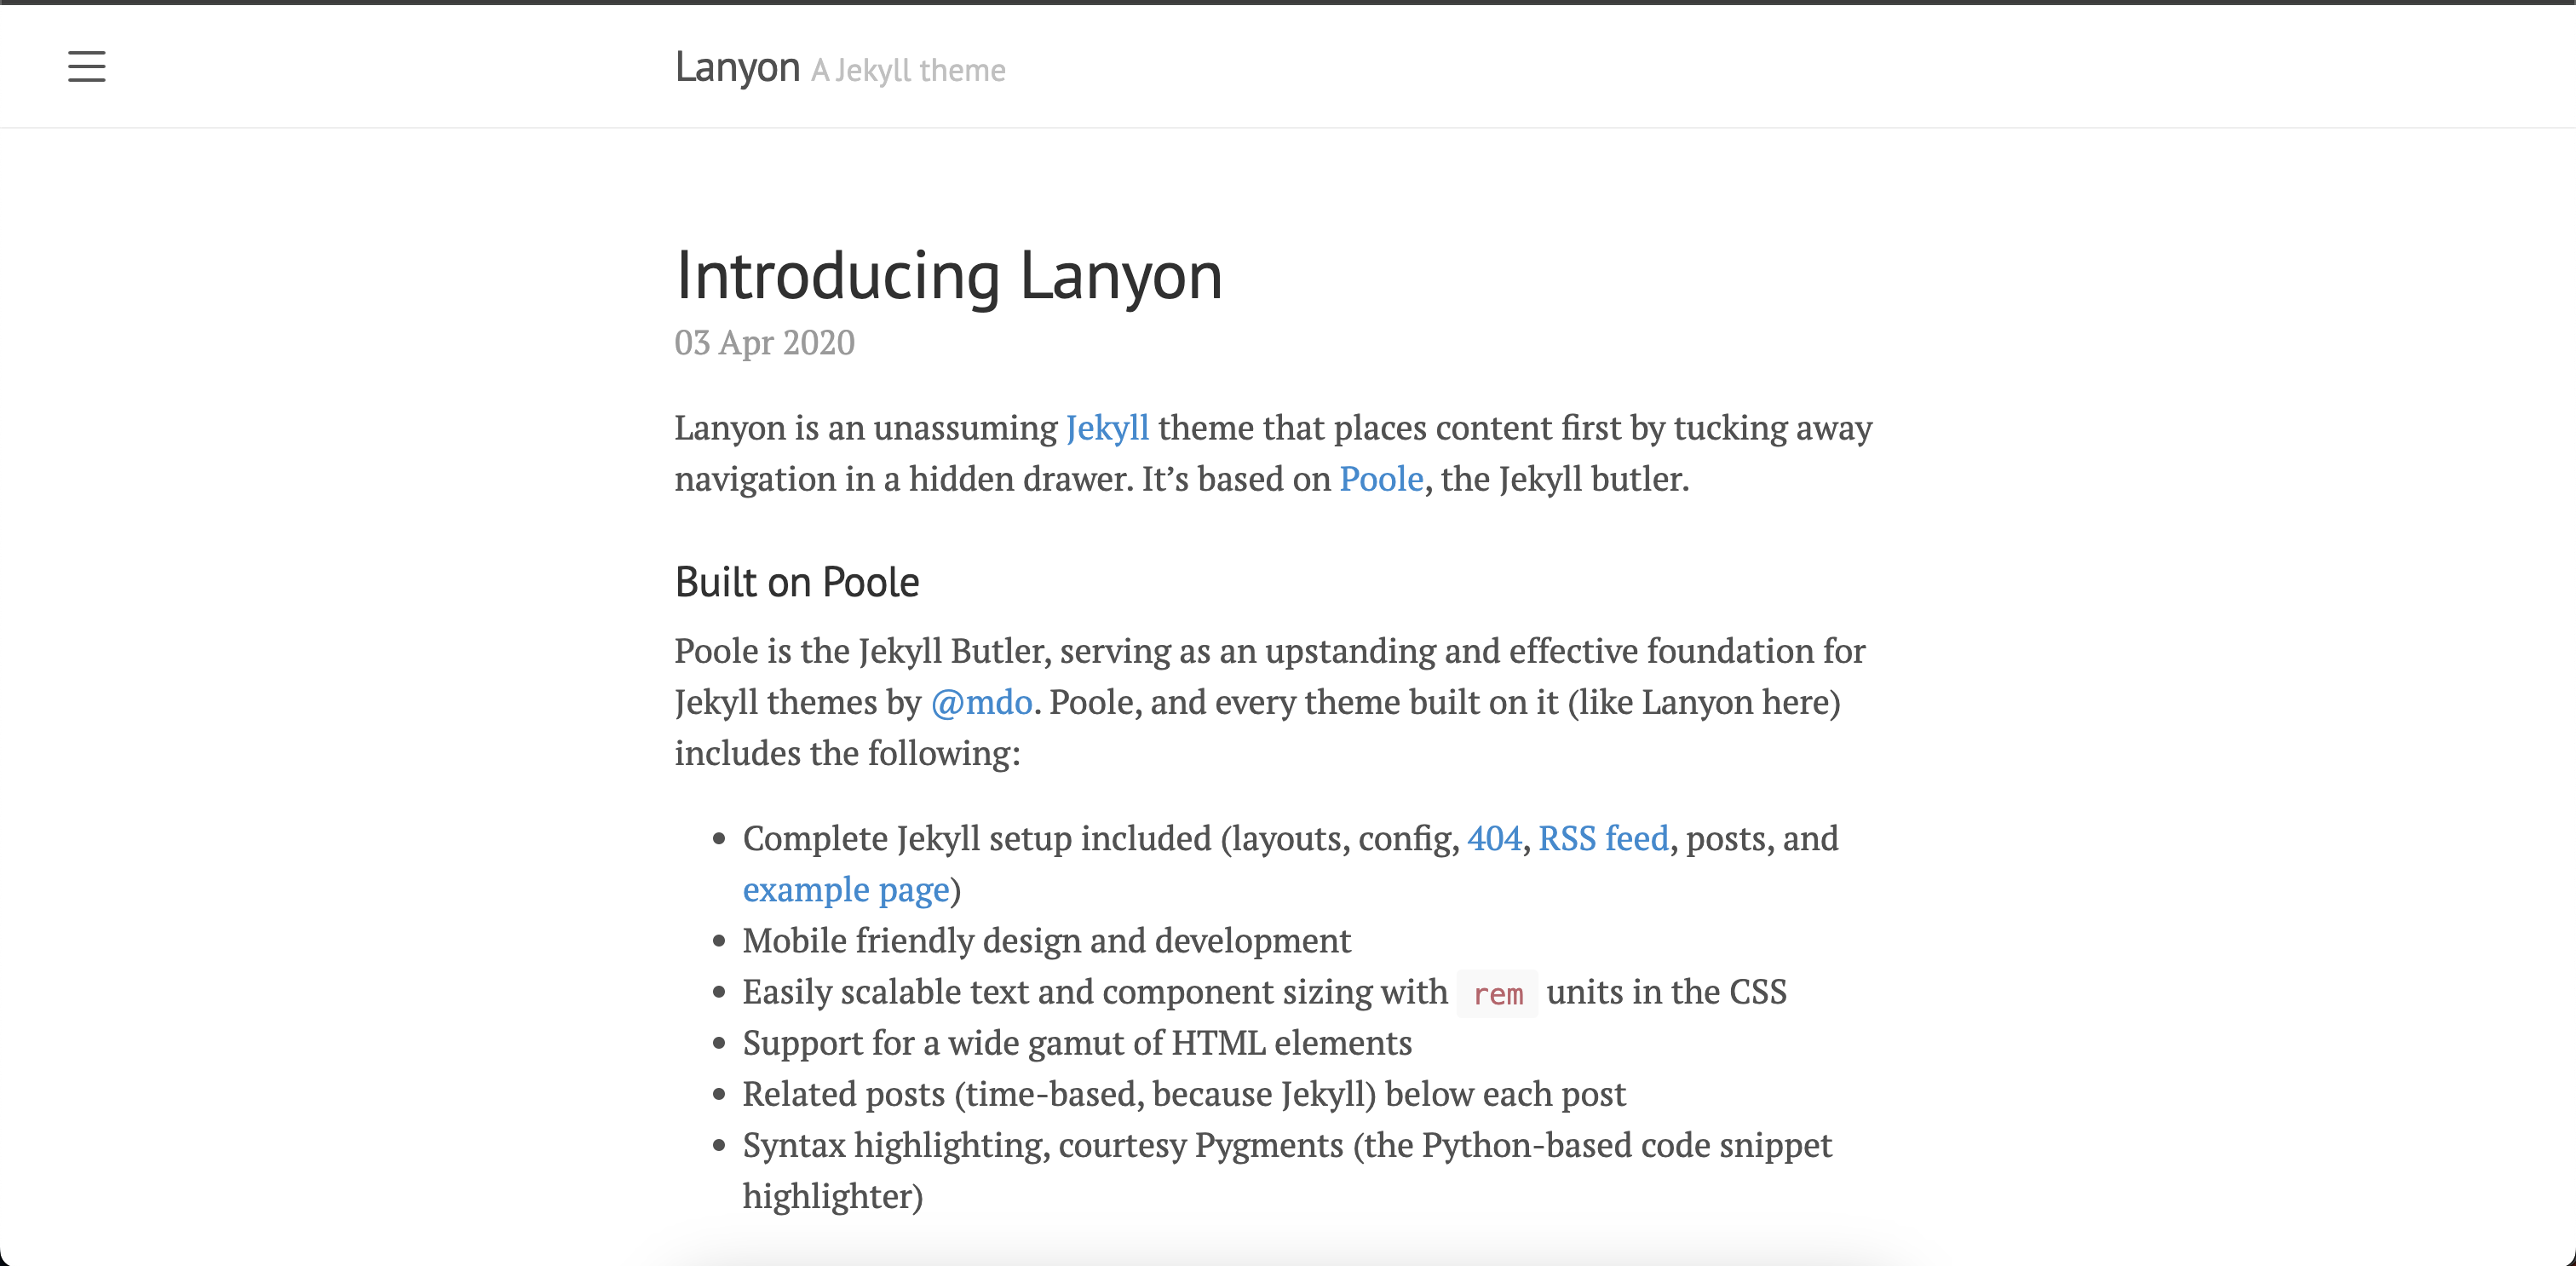 Lanyon A Jekyll theme
Introducing Lanyon
03 Apr 2020
Lanyon is an unassuming Jekyll theme that places content first by tucking away
navigation in a hidden drawer. It’s based on Poole, the Jekyll butler.
Built on Poole
Poole is the Jekyll Butler, serving as an upstanding and effective foundation for
Jekyll themes by @mdo. Poole, and every theme built on it (like Lanyon here)
includes the following:
• Complete Jekyll setup included (layouts, config, 404, RSS feed, posts, and
example page)
• Mobile friendly design and development
• Easily scalable text and component sizing with rem units in the CSS
• Support for a wide gamut of HTML elements
• Related posts (time-based, because Jekyll) below each post
• Syntax highlighting, courtesy Pygments (the Python-based code snippet
highlighter)